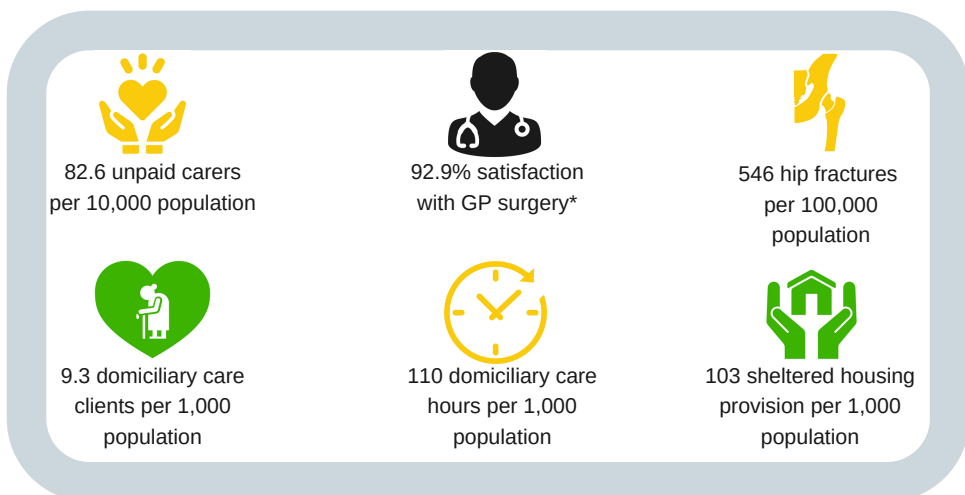 82.6 unpaid carers
per 10,000 population
92.9% satisfaction
with GP surgery*
546 hip fractures
per 100,000
population
9.3 domiciliary care
clients per 1,000
population
110 domiciliary care
hours per 1,000
population
103 sheltered housing
provision per 1,000
population